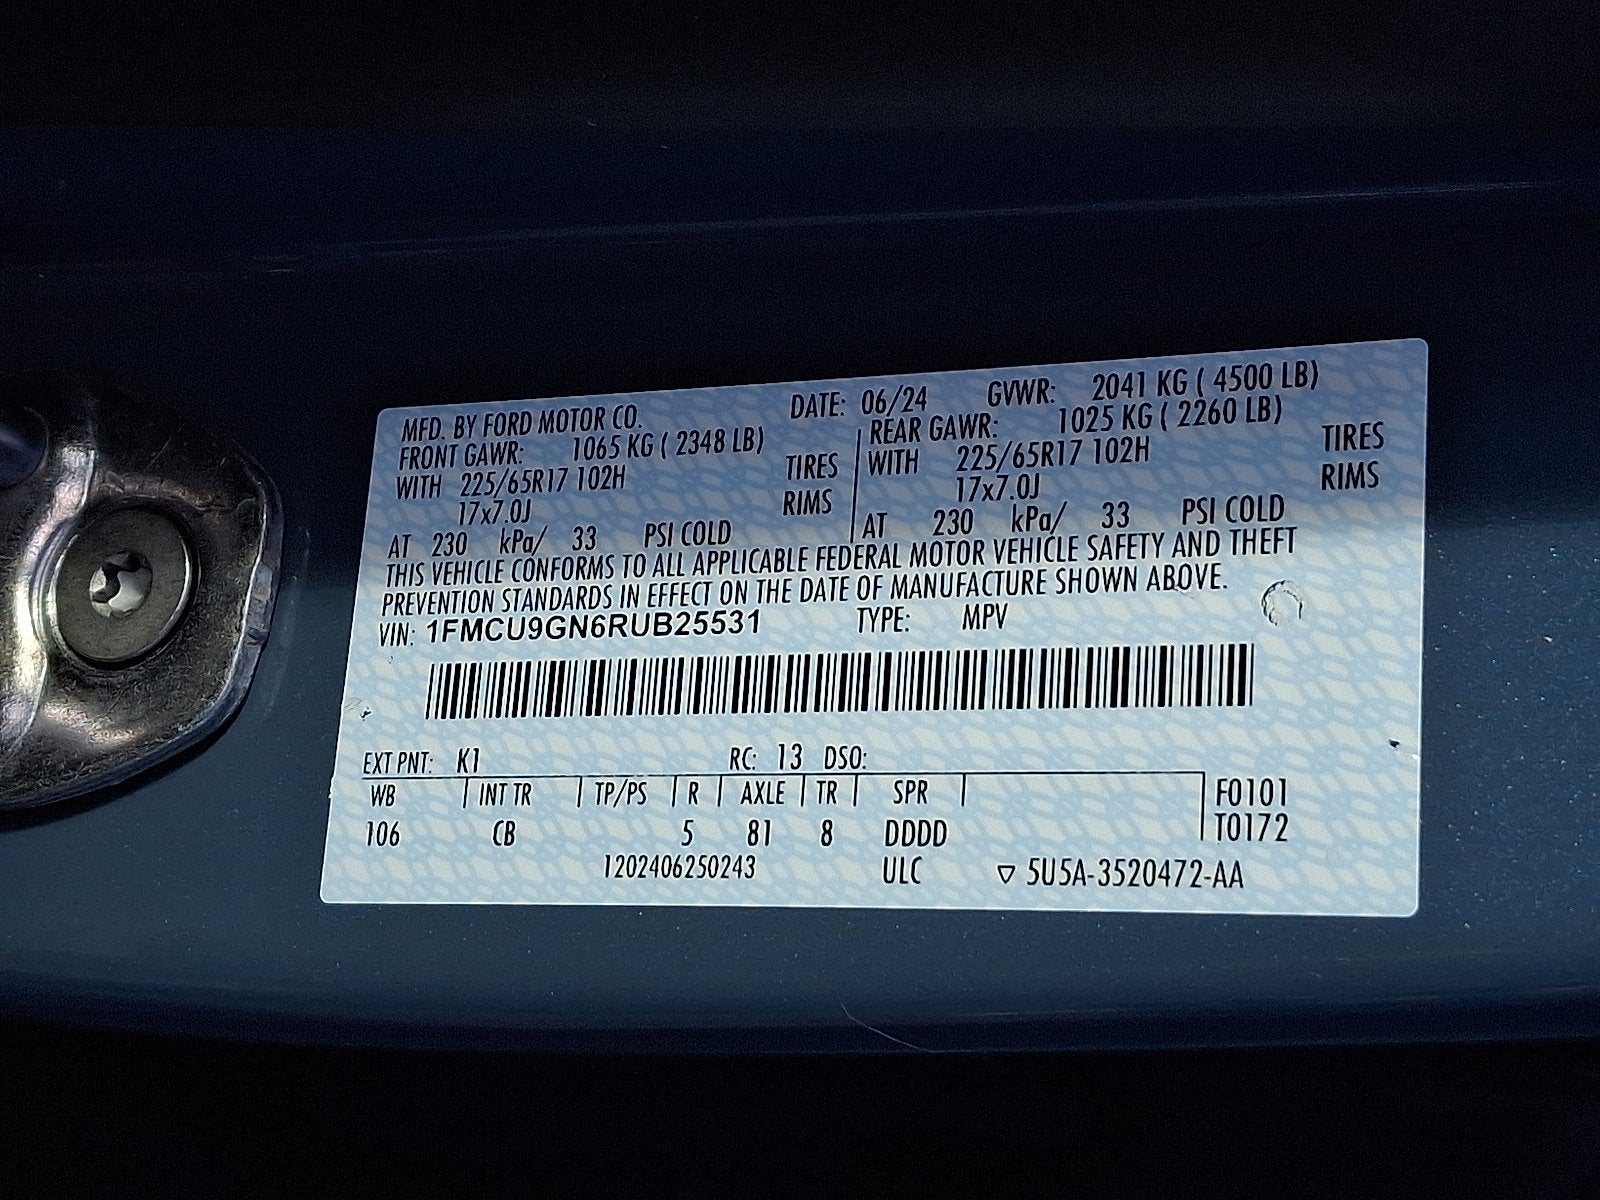 MFD. BY FORD MOTOR CO. DATE: 06/24 GVWR: 2041 KG ( 4500 LB)
FRONT GAWR: 1065 KG ( 2348 LB) REAR GAWR: 1025 KG ( 2260 LB)
WITH 225/65R17 102H TIRES WITH 225/65R17 102H TIRES
17x7.0J RIMS 17x7.0J RIMS
AT 230 kPa/ 33 PSI COLD AT 230 kPa/ 33 PSI COLD
THIS VEHICLE CONFORMS TO ALL APPLICABLE FEDERAL MOTOR VEHICLE SAFETY AND THEFT
PREVENTION STANDARDS IN EFFECT ON THE DATE OF MANUFACTURE SHOWN ABOVE.
VIN: 1FMCU9GN6RUB25531 TYPE: MPV
EXT PNT: K1 RC: 13 DSO:
WB INT TR TP/PS R AXLE TR SPR F0101
106 CB 5 81 8 DDDD T0172
1202406250243 ULC ▽ 5U5A-3520472-AA